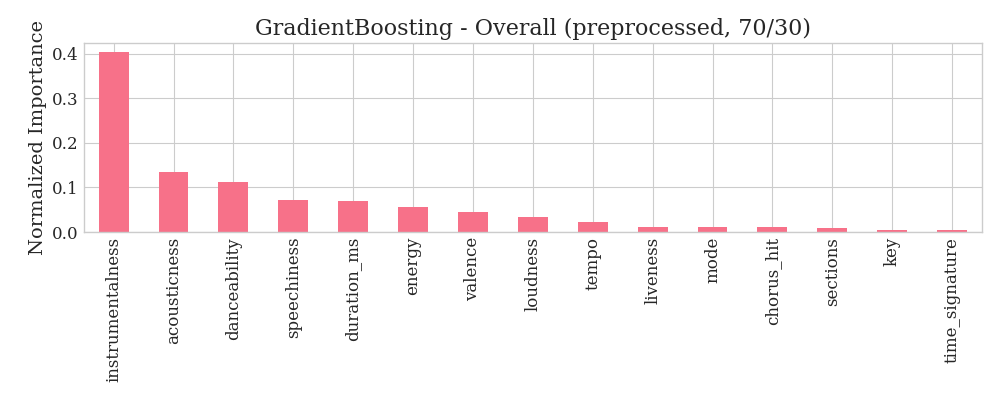 GradientBoosting - Overall (preprocessed, 70/30)
Normalized Importance
0.4
0.3
0.2
0.1
0.0
instrumentalness
acousticness
danceability
speechiness
duration_ms
energy
valence
loudness
tempo
liveness
mode
chorus_hit
sections
key
time_signature